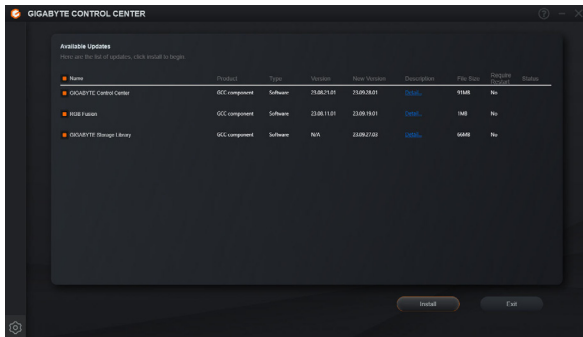 GIGABYTE CONTROL CENTER
Available Updates
Here are the list of updates, click install to begin.
Name Product Type Version New Version Description File Size Require Restart Status
GIGABYTE Control Center GCC component Software 23.08.21.01 23.09.28.01 Detail... 91MB No
RGB Fusion GCC component Software 23.08.11.01 23.09.19.01 Detail... 1MB No
GIGABYTE Storage Library GCC component Software N/A 23.09.27.03 Detail... 66MB No
Install Exit